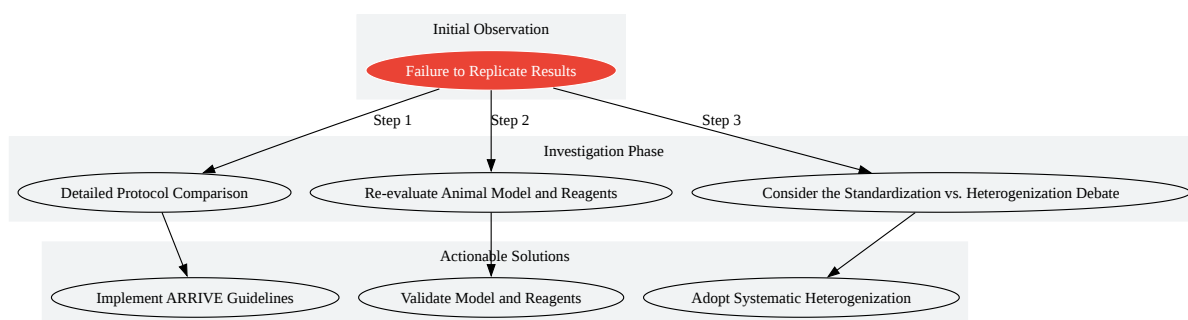 Initial Observation
Failure to Replicate Results
Step 1
Step 2
Step 3
Investigation Phase
Detailed Protocol Comparison
Re-evaluate Animal Model and Reagents
Consider the Standardization vs. Heterogenization Debate
Actionable Solutions
Implement ARRIVE Guidelines
Validate Model and Reagents
Adopt Systematic Heterogenization